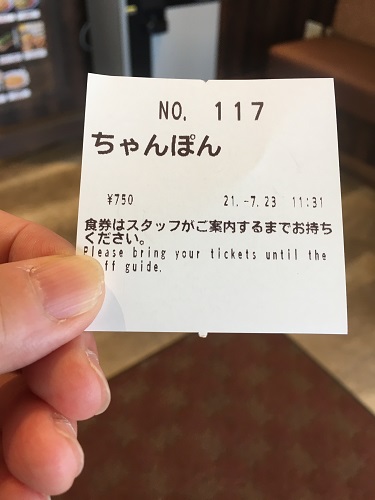 NO. 117
ちゃんぽん
¥750 21.-7.23 11:31
食券はスタッフがご案内するまでお持ち
ください。
Please bring your tickets until the
ff guide.